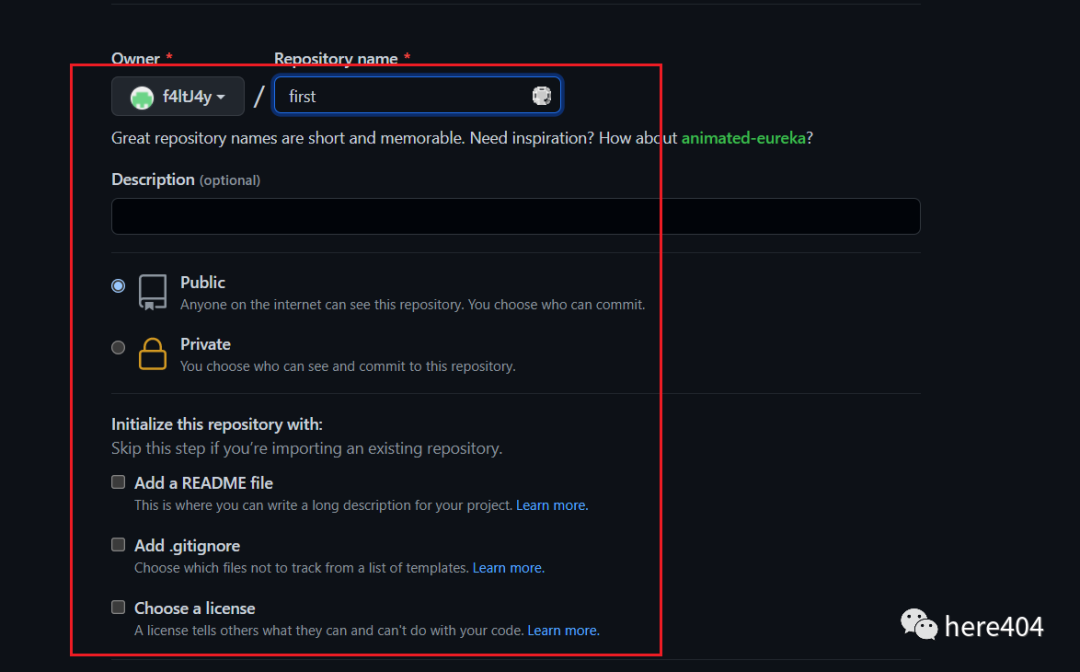 Owner * Repository name *
f4ltJ4y / first
Great repository names are short and memorable. Need inspiration? How about animated-eureka?
Description (optional)
Public
Anyone on the internet can see this repository. You choose who can commit.
Private
You choose who can see and commit to this repository.
Initialize this repository with:
Skip this step if you're importing an existing repository.
Add a README file
This is where you can write a long description for your project. Learn more.
Add .gitignore
Choose which files not to track from a list of templates. Learn more.
Choose a license
A license tells others what they can and can't do with your code. Learn more.
here404